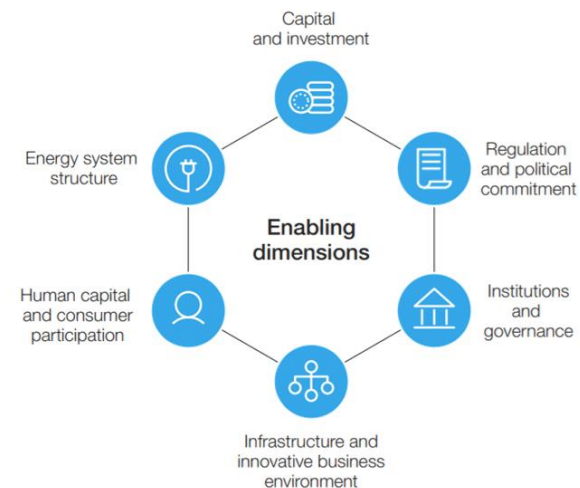 Capital
and investment
Energy system
structure
Regulation
and political
commitment
Enabling
dimensions
Human capital
and consumer
participation
Institutions
and
governance
Infrastructure and
innovative business
environment